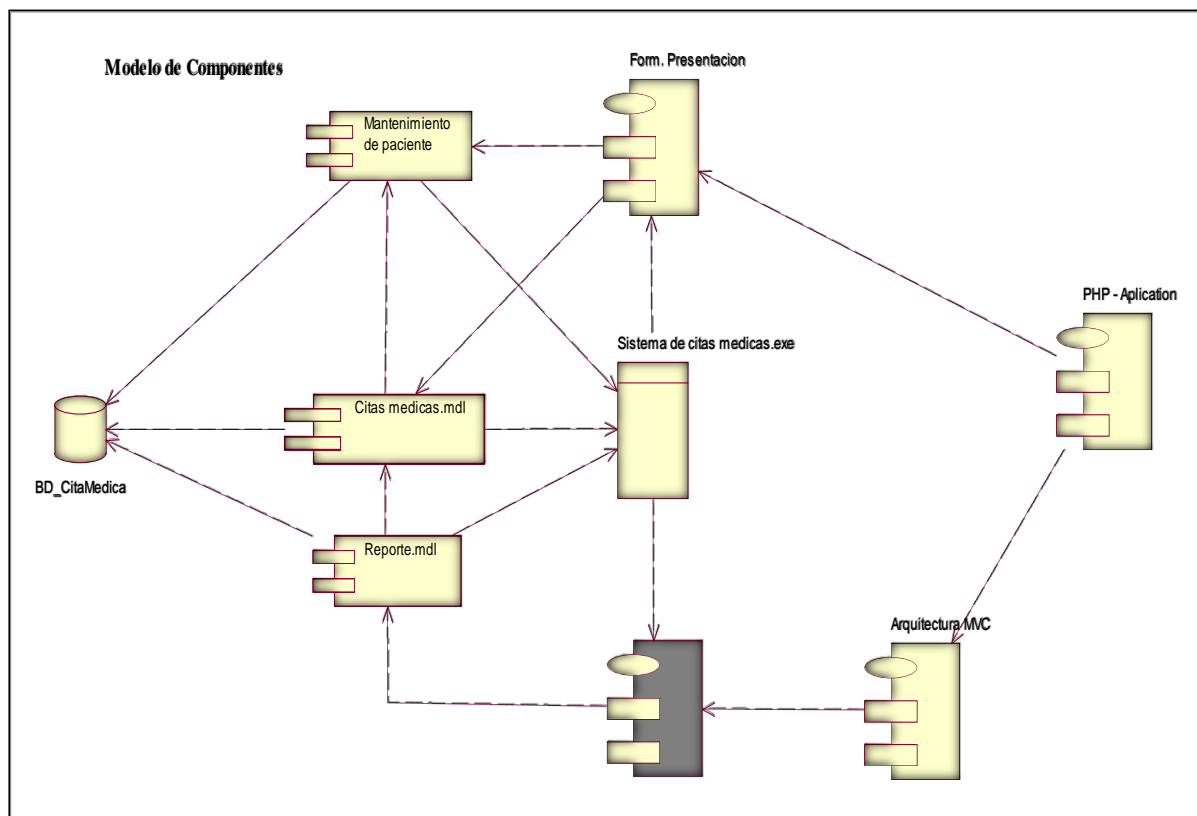 Modelo de Componentes
Form. Presentacion
Mantenimiento
de paciente
PHP - Aplication
Sistema de citas medicas.exe
Citas medicas.mdl
BD_CitaMedica
Reporte.mdl
Arquitectura MVC